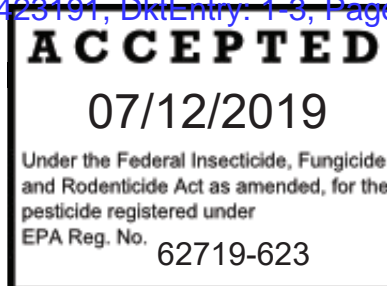 423191, DktEntry: 1-3, Page
ACCEPTED
07/12/2019
Under the Federal Insecticide, Fungicide
and Rodenticide Act as amended, for the
pesticide registered under
EPA Reg. No. 62719-623